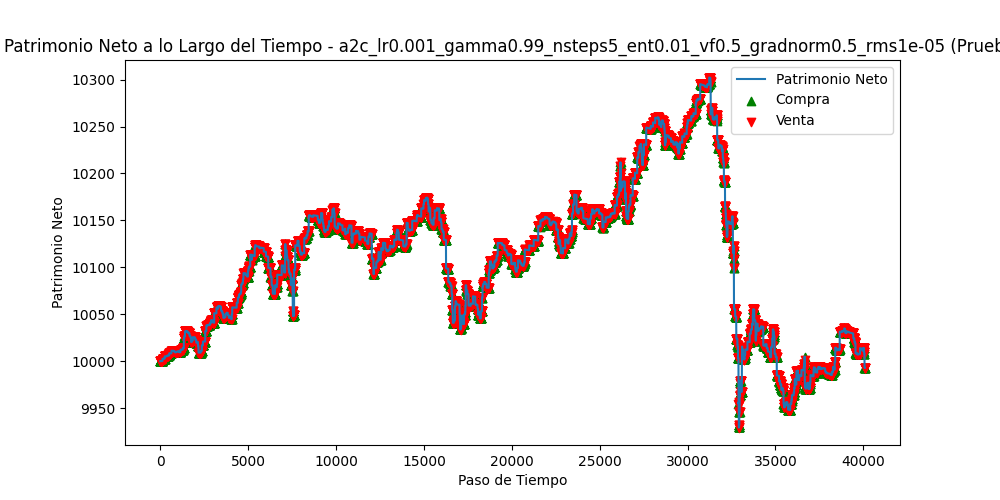 Patrimonio Neto a lo Largo del Tiempo - a2c_lr0.001_gamma0.99_nsteps5_ent0.01_vf0.5_gradnorm0.5_rms1e-05 (Prueb
10300
10250
10200
10150
10100
10050
10000
9950
Patrimonio Neto
Patrimonio Neto
Compra
Venta
0
5000
10000
15000
20000
25000
30000
35000
40000
Paso de Tiempo